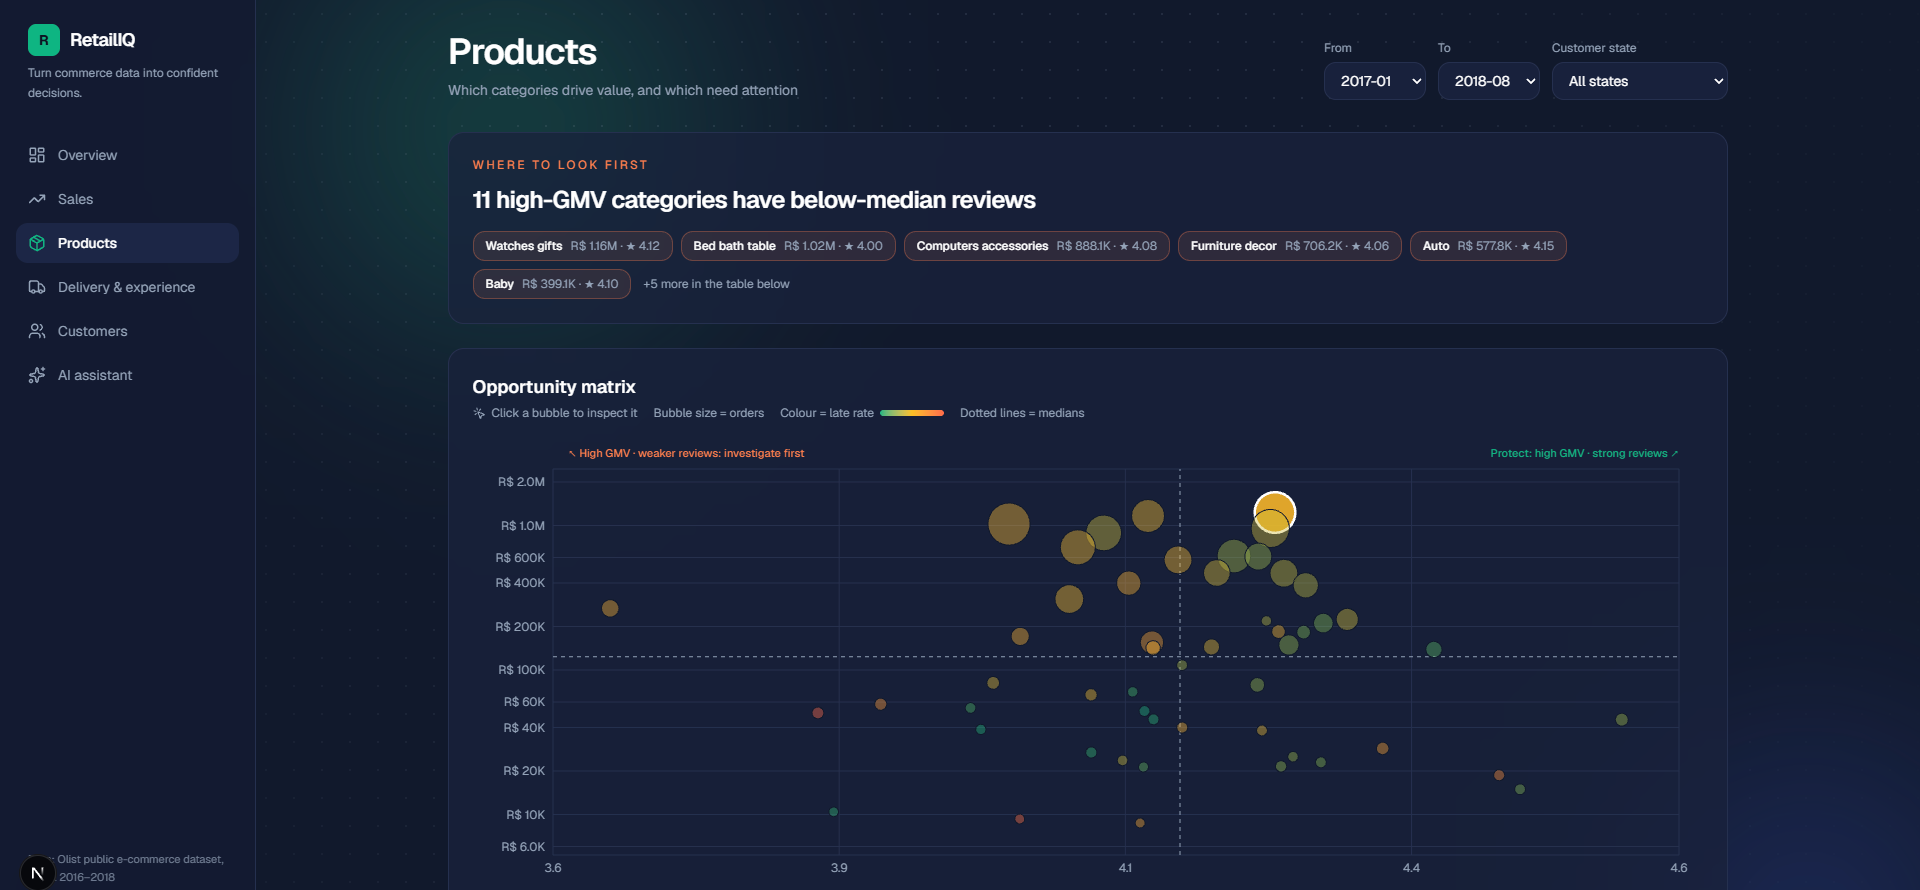 R
RetailIQ
Turn commerce data into confident
decisions.
Overview
Sales
Products
Delivery & experience
Customers
AI assistant
Olist public e-commerce dataset,
2016–2018
N
Products
Which categories drive value, and which need attention
From
To
Customer state
2017-01
2018-08
All states
WHERE TO LOOK FIRST
11 high-GMV categories have below-median reviews
Watches gifts R$ 1.16M · ★ 4.12
Bed bath table R$ 1.02M · ★ 4.00
Computers accessories R$ 888.1K · ★ 4.08
Furniture decor R$ 706.2K · ★ 4.06
Auto R$ 577.8K · ★ 4.15
Baby R$ 399.1K · ★ 4.10
+5 more in the table below
Opportunity matrix
Click a bubble to inspect it
Bubble size = orders
Colour = late rate
Dotted lines = medians
↖ High GMV · weaker reviews: investigate first
Protect: high GMV · strong reviews ↗
R$ 2.0M
R$ 1.0M
R$ 600K
R$ 400K
R$ 200K
R$ 100K
R$ 60K
R$ 40K
R$ 20K
R$ 10K
R$ 6.0K
3.6
3.9
4.1
4.4
4.6